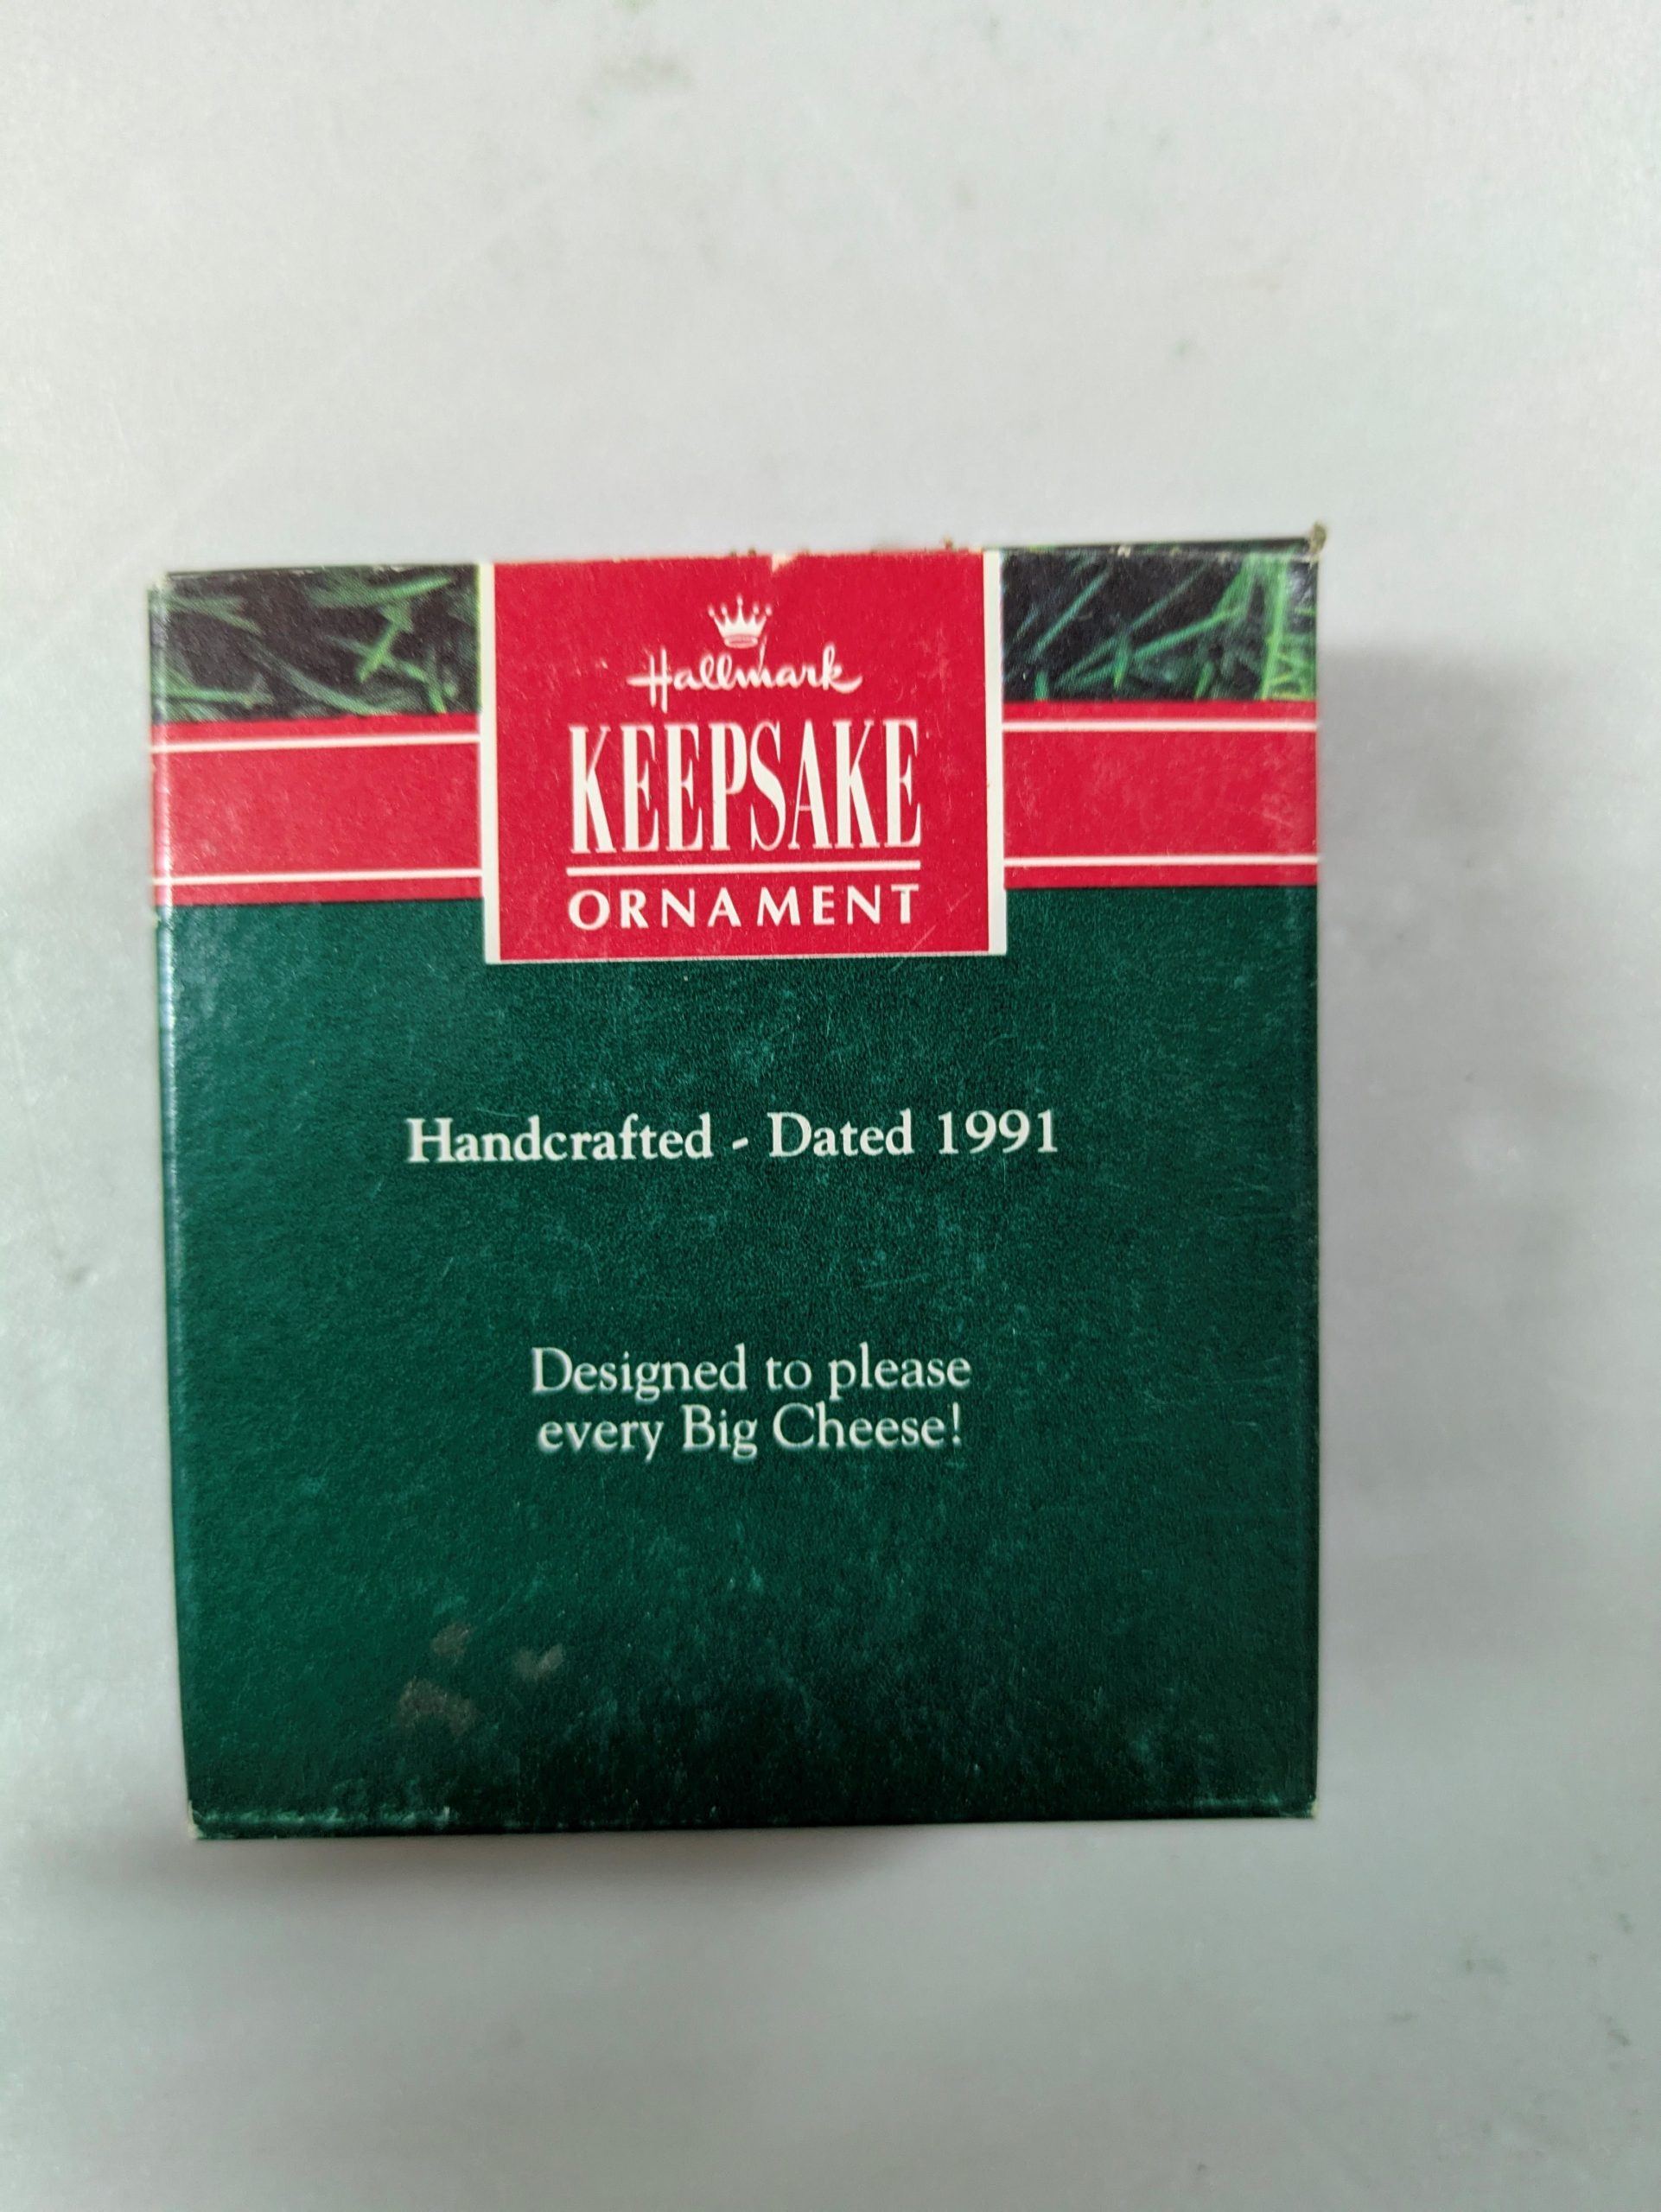 Hallmark
KEEPSAKE
ORNAMENT
Handcrafted - Dated 1991
Designed to please
every Big Cheese!